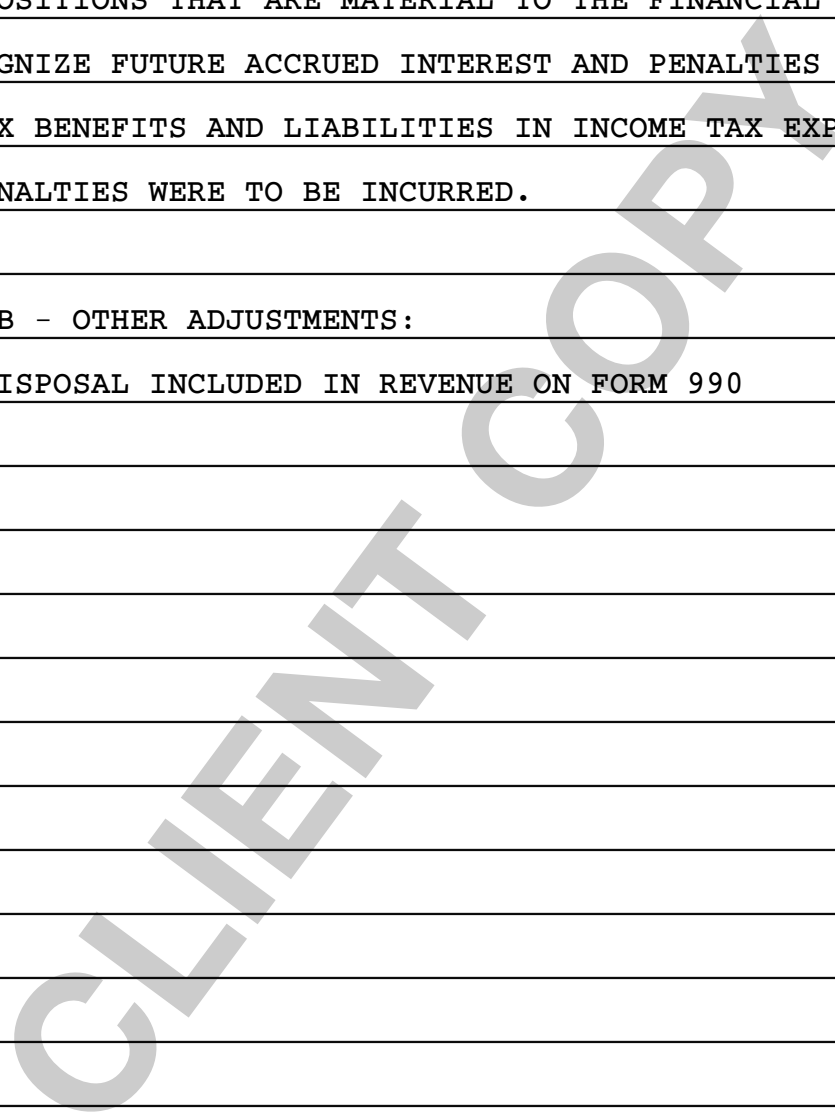 OSITIONS THAT ARE MATERIAL TO THE FINANCIAL
GNIZE FUTURE ACCRUED INTEREST AND PENALTIES
X BENEFITS AND LIABILITIES IN INCOME TAX EXP
NALTIES WERE TO BE INCURRED.
B - OTHER ADJUSTMENTS:
ISPOSAL INCLUDED IN REVENUE ON FORM 990
CLIENT COPY